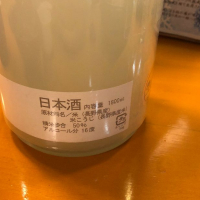 日本酒 内容量 1800ml
原材料名/米(長野県産)
米こうじ(長野県産米)
精米歩合 55%
アルコール分 16度